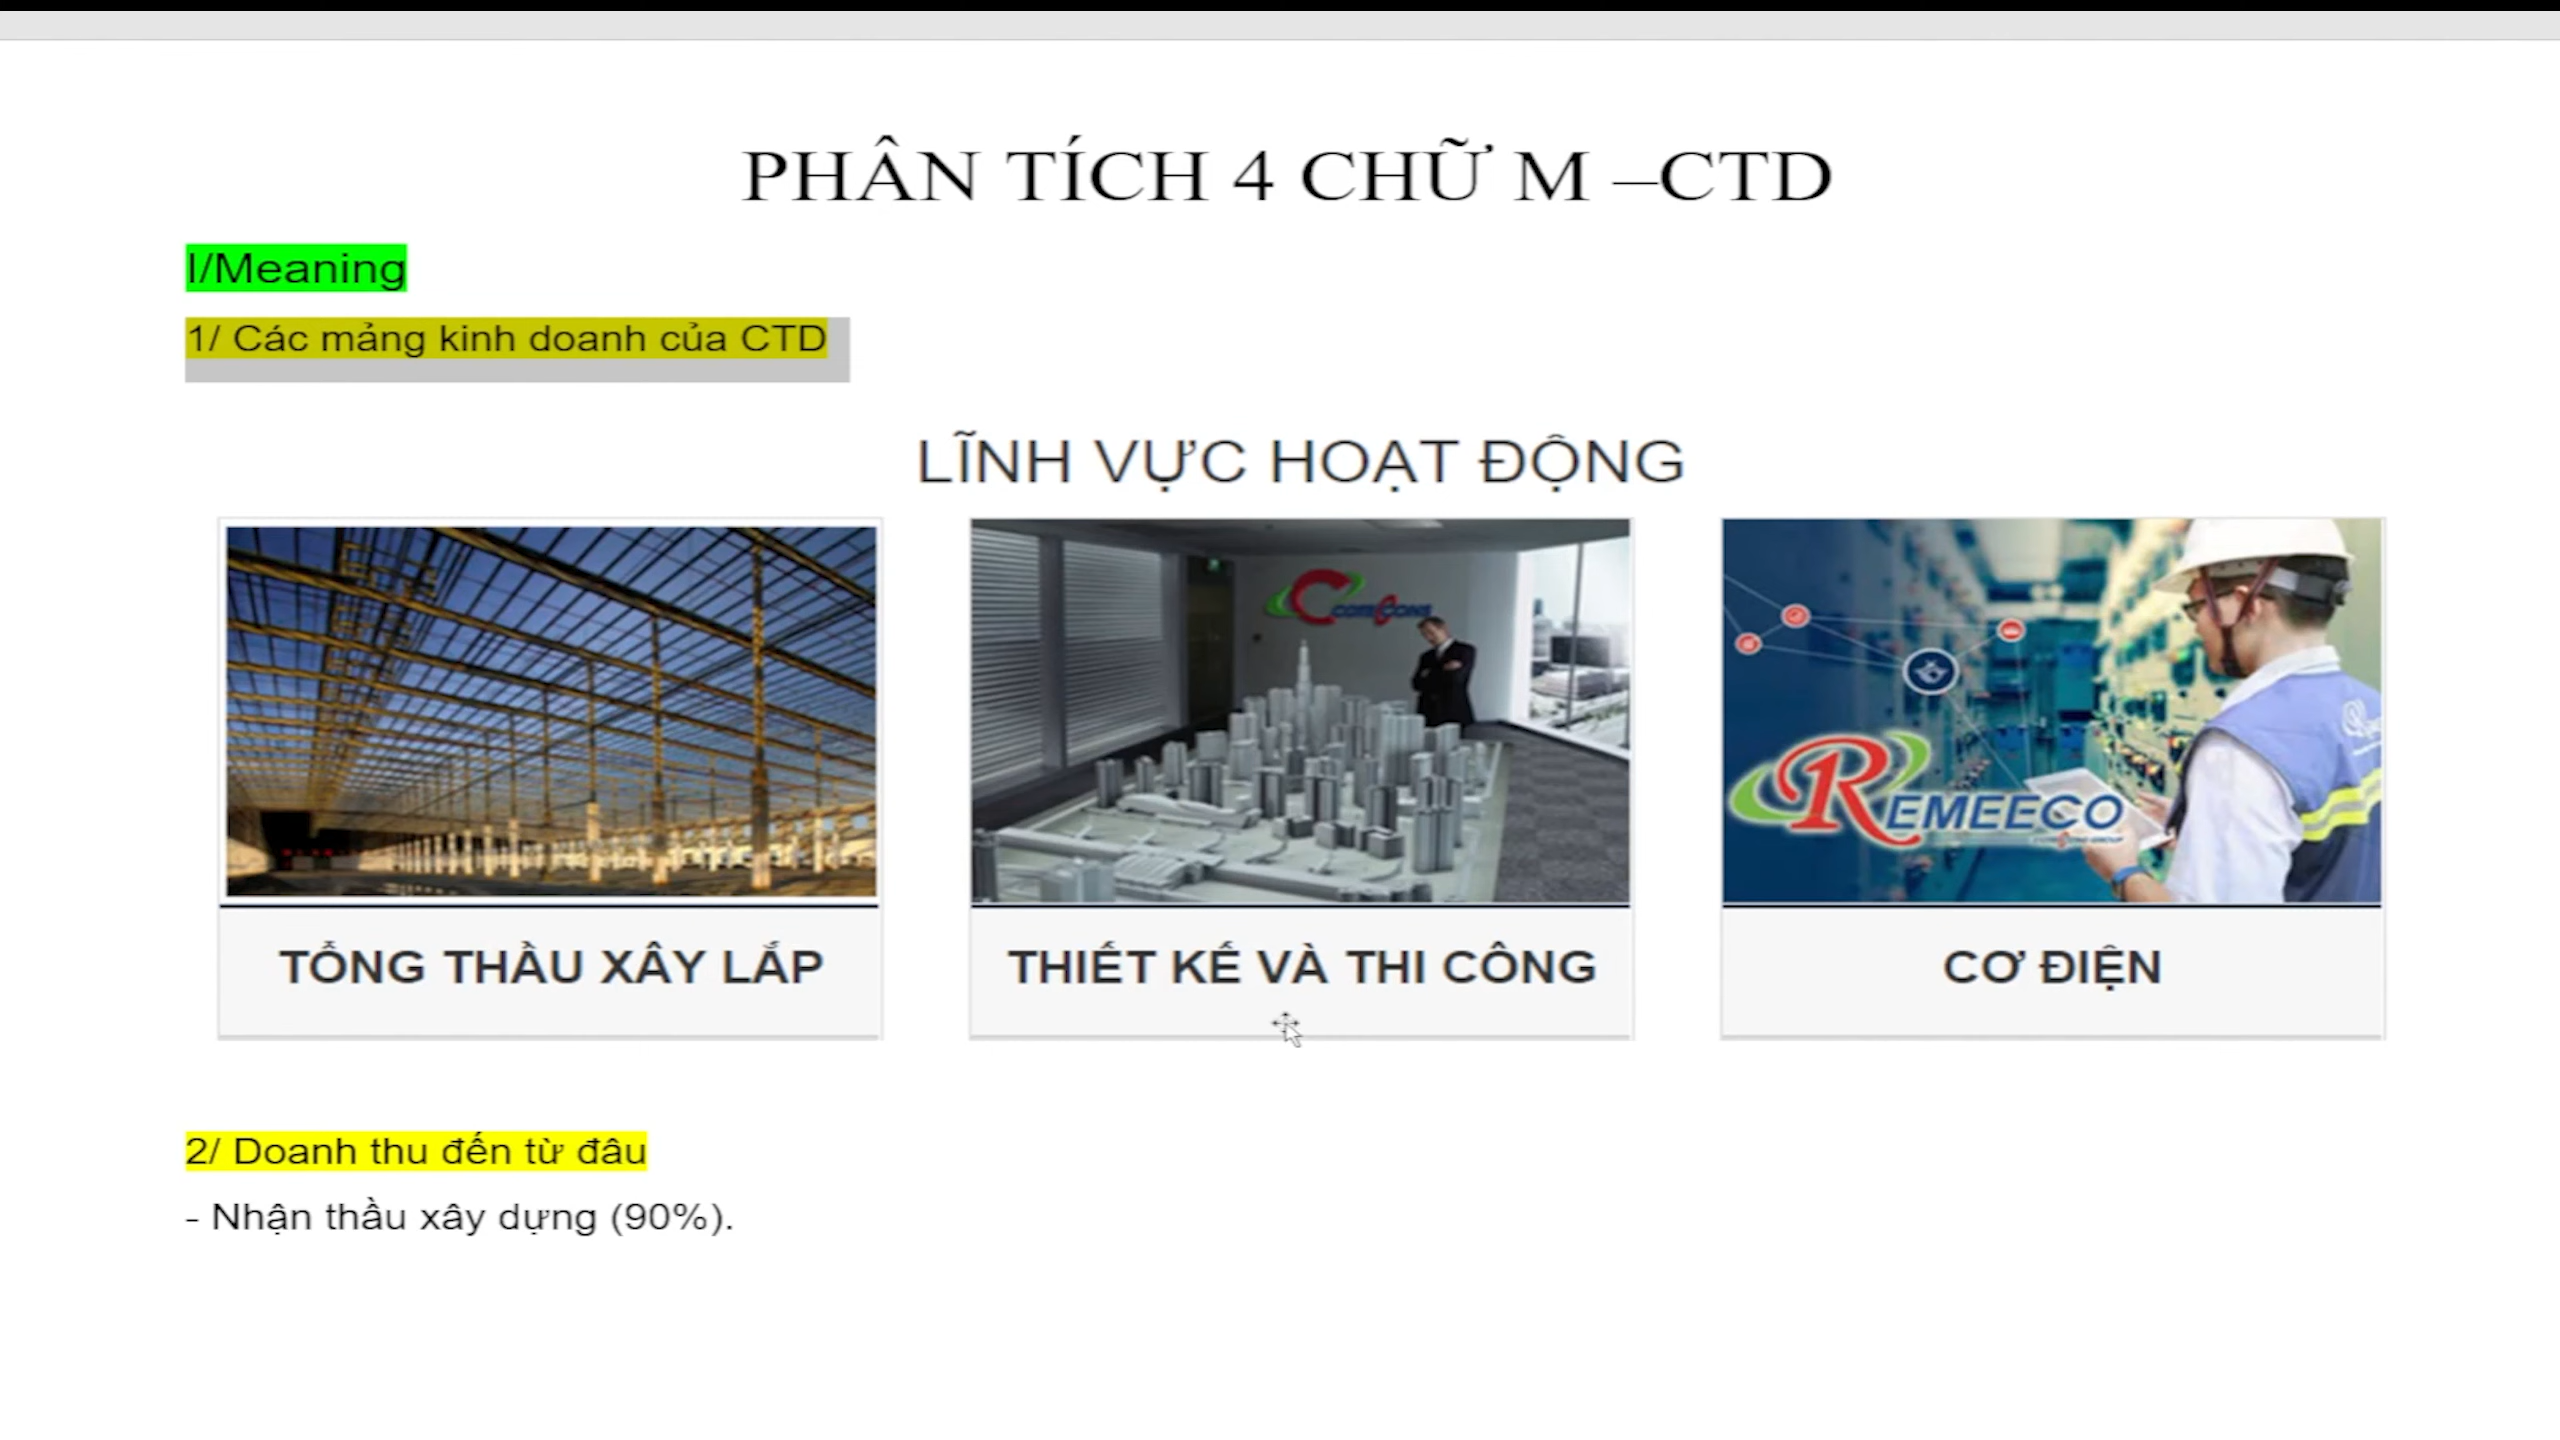 PHÂN TÍCH 4 CHỮ M –CTD
I/Meaning
1/ Các mảng kinh doanh của CTD
LĨNH VỰC HOẠT ĐỘNG
COTECCONS
REMEECO
TỔNG THẦU XÂY LẮP
THIẾT KẾ VÀ THI CÔNG
CƠ ĐIỆN
2/ Doanh thu đến từ đâu
- Nhận thầu xây dựng (90%).